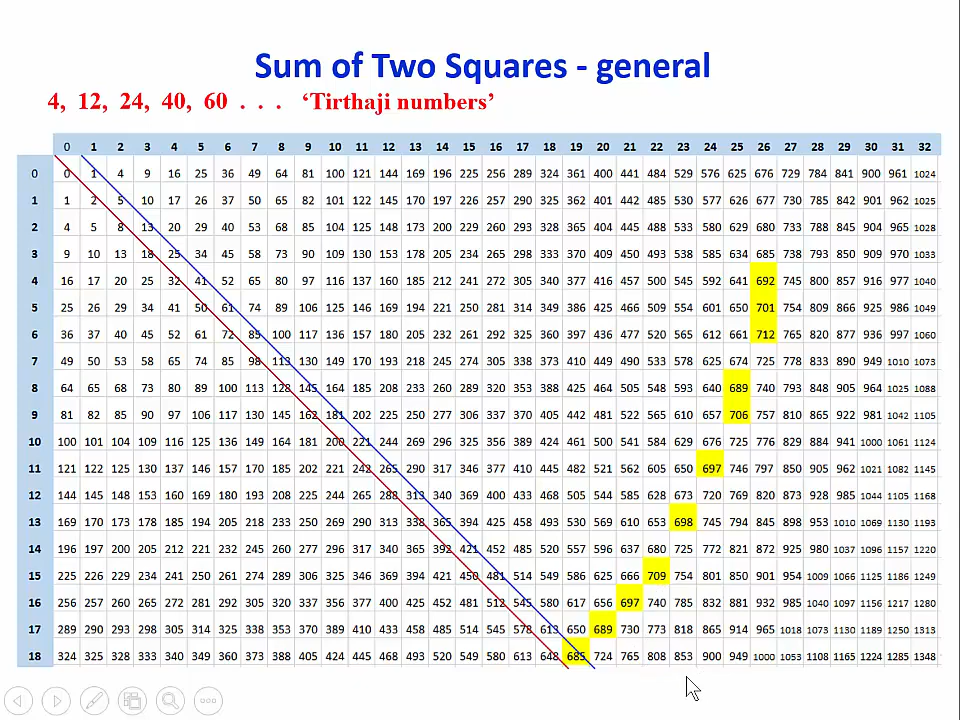 Sum of Two Squares - general
4, 12, 24, 40, 60 . . . ‘Tirthaji numbers’
0 1 2 3 4 5 6 7 8 9 10 11 12 13 14 15 16 17 18 19 20 21 22 23 24 25 26 27 28 29 30 31 32
0 0 1 4 9 16 25 36 49 64 81 100 121 144 169 196 225 256 289 324 361 400 441 484 529 576 625 676 729 784 841 900 961 1024
1 1 2 5 10 17 26 37 50 65 82 101 122 145 170 197 226 257 290 325 362 401 442 485 530 577 626 677 730 785 842 901 962 1025
2 4 5 8 13 20 29 40 53 68 85 104 125 148 173 200 229 260 293 328 365 404 445 488 533 580 629 680 733 788 845 904 965 1028
3 9 10 13 18 25 34 45 58 73 90 109 130 153 178 205 234 265 298 333 370 409 450 493 538 585 634 685 738 793 850 909 970 1033
4 16 17 20 25 32 41 52 65 80 97 116 137 160 185 212 241 272 305 340 377 416 457 500 545 592 641 692 745 800 857 916 977 1040
5 25 26 29 34 41 50 61 74 89 106 125 146 169 194 221 250 281 314 349 386 425 466 509 554 601 650 701 754 809 866 925 986 1049
6 36 37 40 45 52 61 72 85 100 117 136 157 180 205 232 261 292 325 360 397 436 477 520 565 612 661 712 765 820 877 936 997 1060
7 49 50 53 58 65 74 85 98 113 130 149 170 193 218 245 274 305 338 373 410 449 490 533 578 625 674 725 778 833 890 949 1010 1073
8 64 65 68 73 80 89 100 113 128 145 164 185 208 233 260 289 320 353 388 425 464 505 548 593 640 689 740 793 848 905 964 1025 1088
9 81 82 85 90 97 106 117 130 145 162 181 202 225 250 277 306 337 370 405 442 481 522 565 610 657 706 757 810 865 922 981 1042 1105
10 100 101 104 109 116 125 136 149 164 181 200 221 244 269 296 325 356 389 424 461 500 541 584 629 676 725 776 829 884 941 1000 1061 1124
11 121 122 125 130 137 146 157 170 185 202 221 242 265 290 317 346 377 410 445 482 521 562 605 650 697 746 797 850 905 962 1021 1082 1145
12 144 145 148 153 160 169 180 193 208 225 244 265 288 313 340 369 400 433 468 505 544 585 628 673 720 769 820 873 928 985 1044 1105 1168
13 169 170 173 178 185 194 205 218 233 250 269 290 313 338 365 394 425 458 493 530 569 610 653 698 745 794 845 898 953 1010 1069 1130 1193
14 196 197 200 205 212 221 232 245 260 277 296 317 340 365 392 421 452 485 520 557 596 637 680 725 772 821 872 925 980 1037 1096 1157 1220
15 225 226 229 234 241 250 261 274 289 306 325 346 369 394 421 450 481 514 549 586 625 666 709 754 801 850 901 954 1009 1066 1125 1186 1249
16 256 257 260 265 272 281 292 305 320 337 356 377 400 425 452 481 512 545 580 617 656 697 740 785 832 881 932 985 1040 1097 1156 1217 1280
17 289 290 293 298 305 314 325 338 353 370 389 410 433 458 485 514 545 578 613 650 689 730 773 818 865 914 965 1018 1073 1130 1189 1250 1313
18 324 325 328 333 340 349 360 373 388 405 424 445 468 493 520 549 580 613 648 685 724 765 808 853 900 949 1000 1053 1108 1165 1224 1285 1348